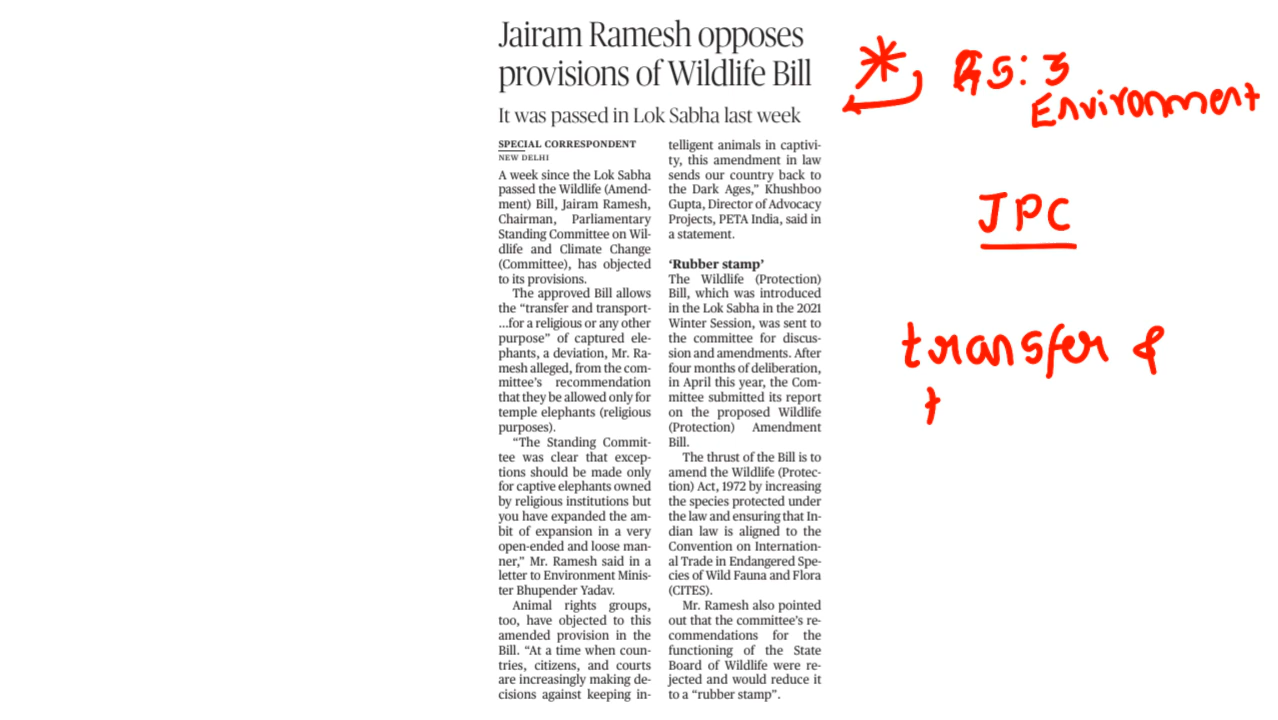 Jairam Ramesh opposes
provisions of Wildlife Bill
It was passed in Lok Sabha last week
SPECIAL CORRESPONDENT
NEW DELHI
A week since the Lok Sabha
passed the Wildlife (Amend-
ment) Bill, Jairam Ramesh,
Chairman, Parliamentary
Standing Committee on Wil-
dlife and Climate Change
(Committee), has objected
to its provisions.
The approved Bill allows
the “transfer and transport-
...for a religious or any other
purpose” of captured ele-
phants, a deviation, Mr. Ra-
mesh alleged, from the com-
mittee’s recommendation
that they be allowed only for
temple elephants (religious
purposes).
“The Standing Commit-
tee was clear that excep-
tions should be made only
for captive elephants owned
by religious institutions but
you have expanded the am-
bit of expansion in a very
open-ended and loose man-
ner,” Mr. Ramesh said in a
letter to Environment Minis-
ter Bhupender Yadav.
Animal rights groups,
too, have objected to this
amended provision in the
Bill. “At a time when coun-
tries, citizens, and courts
are increasingly making de-
cisions against keeping in-
telligent animals in captivi-
ty, this amendment in law
sends our country back to
the Dark Ages,” Khushboo
Gupta, Director of Advocacy
Projects, PETA India, said in
a statement.
‘Rubber stamp’
The Wildlife (Protection)
Bill, which was introduced
in the Lok Sabha in the 2021
Winter Session, was sent to
the committee for discus-
sion and amendments. After
four months of deliberation,
in April this year, the Com-
mittee submitted its report
on the proposed Wildlife
(Protection) Amendment
Bill.
The thrust of the Bill is to
amend the Wildlife (Protec-
tion) Act, 1972 by increasing
the species protected under
the law and ensuring that In-
dian law is aligned to the
Convention on Internation-
al Trade in Endangered Spe-
cies of Wild Fauna and Flora
(CITES).
Mr. Ramesh also pointed
out that the committee’s re-
commendations for the
functioning of the State
Board of Wildlife were re-
jected and would reduce it
to a “rubber stamp”.
GS: 3
Environment
JPC
transfer &
t